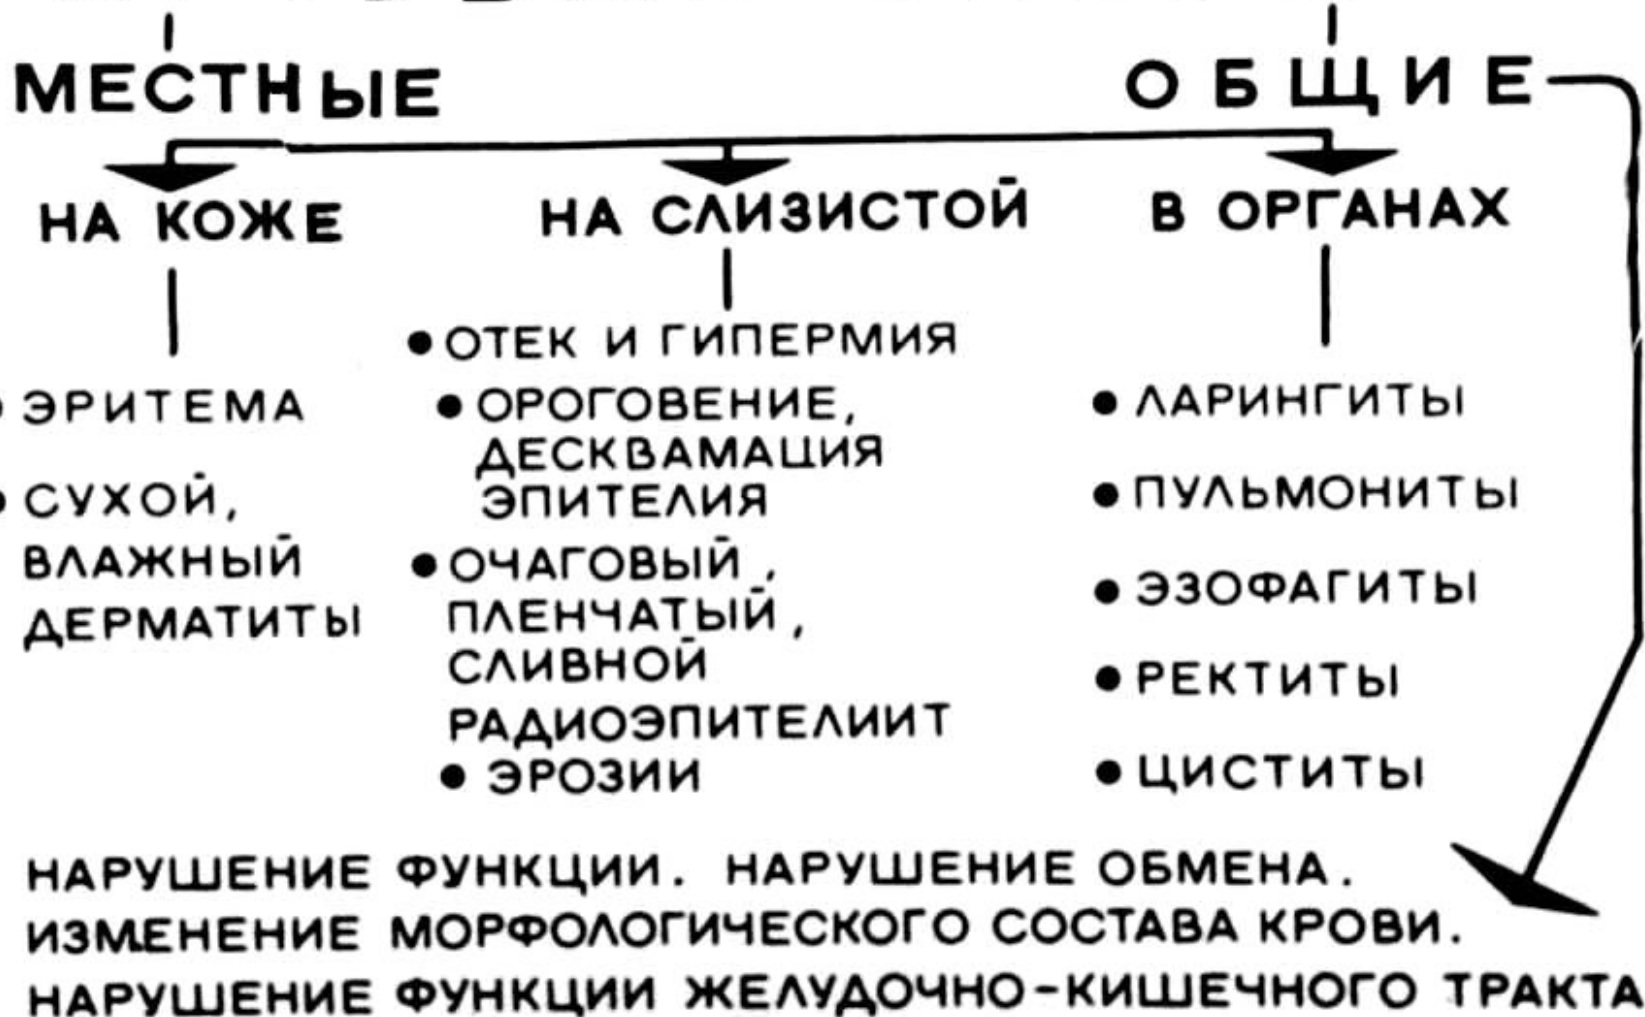 МЕСТНЫЕ
ОБЩИЕ
НА КОЖЕ
НА СЛИЗИСТОЙ
В ОРГАНАХ
ЭРИТЕМА
СУХОЙ,
ВЛАЖНЫЙ
ДЕРМАТИТЫ
• ОТЕК И ГИПЕРМИЯ
• ОРОГОВЕНИЕ,
ДЕСКВАМАЦИЯ
ЭПИТЕЛИЯ
• ОЧАГОВЫЙ,
ПЛЕНЧАТЫЙ,
СЛИВНОЙ
РАДИОЭПИТЕЛИИТ
• ЭРОЗИИ
• ЛАРИНГИТЫ
• ПУЛЬМОНИТЫ
• ЭЗОФАГИТЫ
• РЕКТИТЫ
• ЦИСТИТЫ
НАРУШЕНИЕ ФУНКЦИИ. НАРУШЕНИЕ ОБМЕНА.
ИЗМЕНЕНИЕ МОРФОЛОГИЧЕСКОГО СОСТАВА КРОВИ.
НАРУШЕНИЕ ФУНКЦИИ ЖЕЛУДОЧНО-КИШЕЧНОГО ТРАКТА